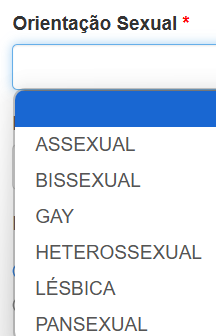 Orientação Sexual *
ASSEXUAL
BISSEXUAL
GAY
HETEROSSEXUAL
LÉSBICA
PANSEXUAL